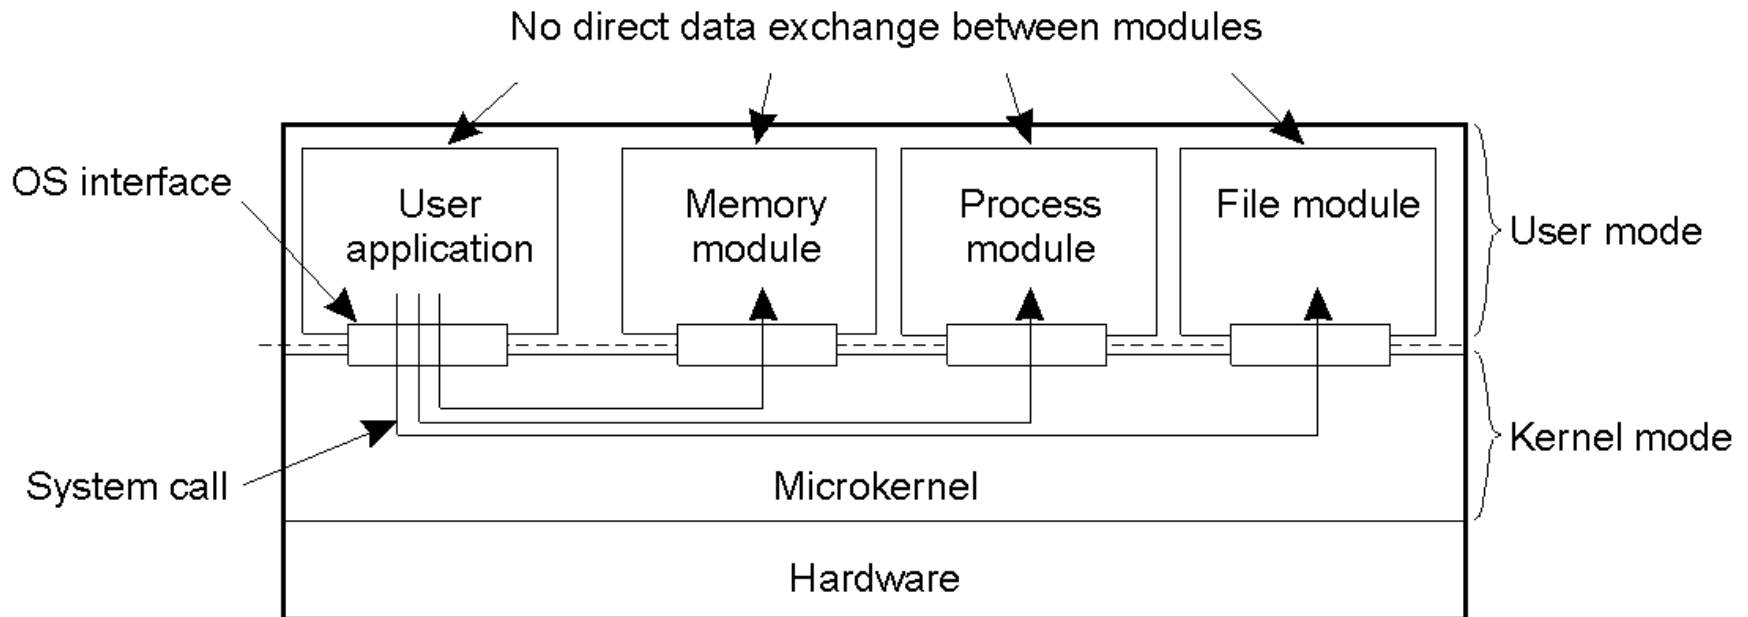 No direct data exchange between modules
OS interface
User
application
Memory
module
Process
module
File module
User mode
Kernel mode
System call
Microkernel
Hardware